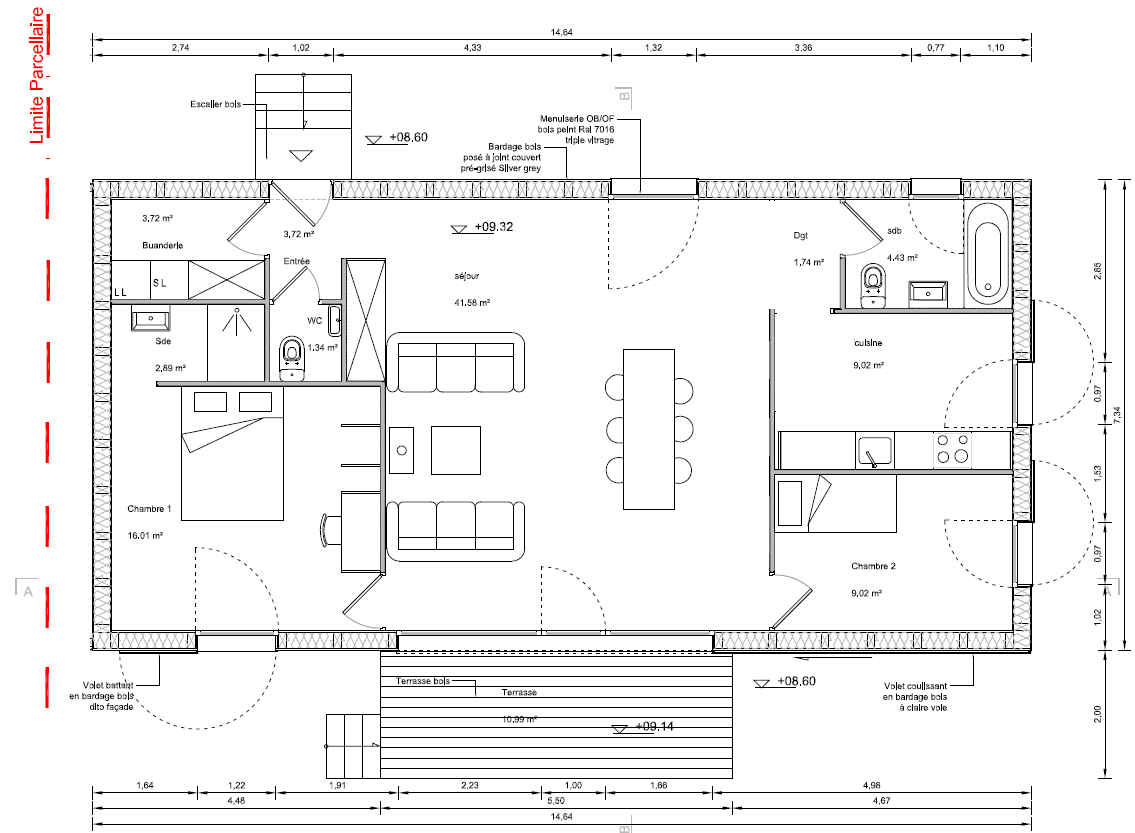 Limite Parcellaire
14,64
2,74
1,02
4,33
1,32
3,36
0,77
1,10
Escalier bois
+08.60
Menuiserie OB/OF
bois peint Ral 7016
triple vitrage
Bardage bois
posé à joint couvert
pré-grisé Silver grey
B
3,72 m²
Buanderie
3,72 m²
Entrée
+09.32
séjour
41.58 m²
Dgt
1.74 m²
sdb
4.43 m²
LL
SL
Sde
2,89 m²
WC
1.34 m²
cuisine
9,02 m²
2,85
0,97
7,34
1,53
0,97
1,02
2,00
Chambre 1
16.01 m²
Chambre 2
9,02 m²
A
A
Volet battant
en bardage bois
dito façade
Terrasse bois
Terrasse
10,99 m²
+09.14
+08.60
Volet coulissant
en bardage bois
à claire voie
1,64
1,22
1,91
2,23
1,00
1,66
4,98
4,48
5,50
4,67
14,64
B